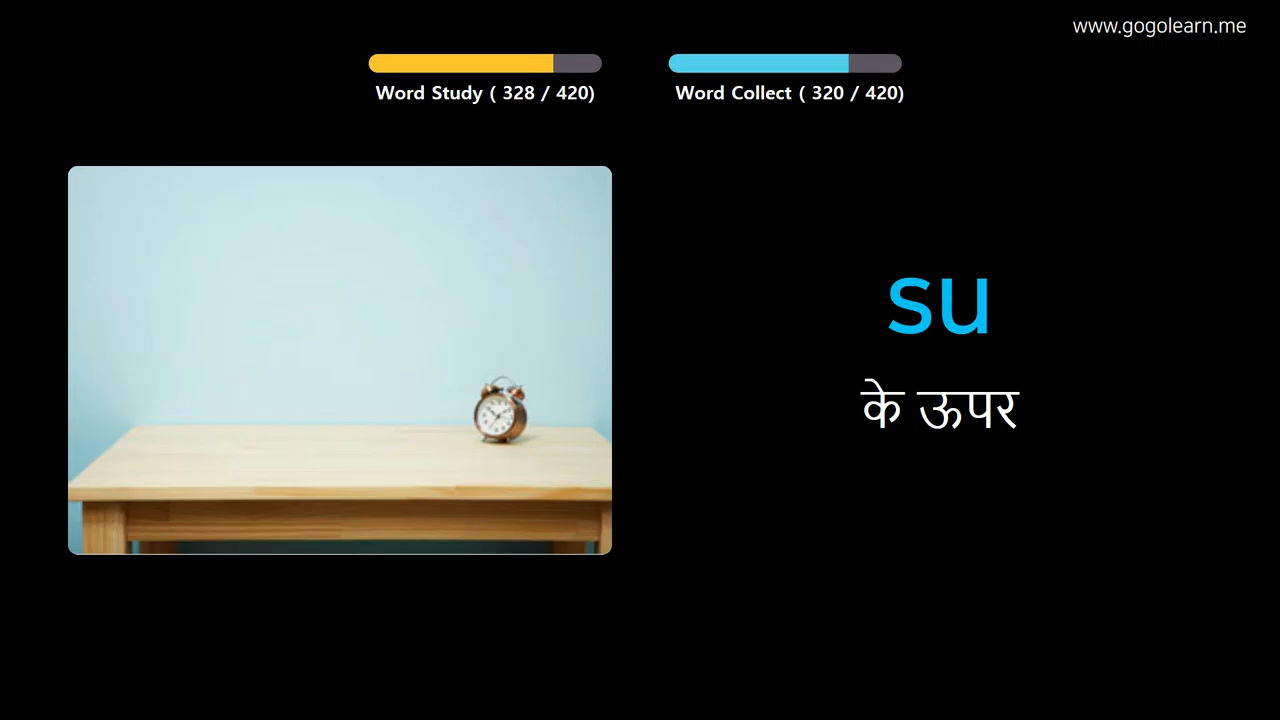 www.gogolearn.me
Word Study ( 328 / 420)
Word Collect ( 320 / 420)
su
के ऊपर